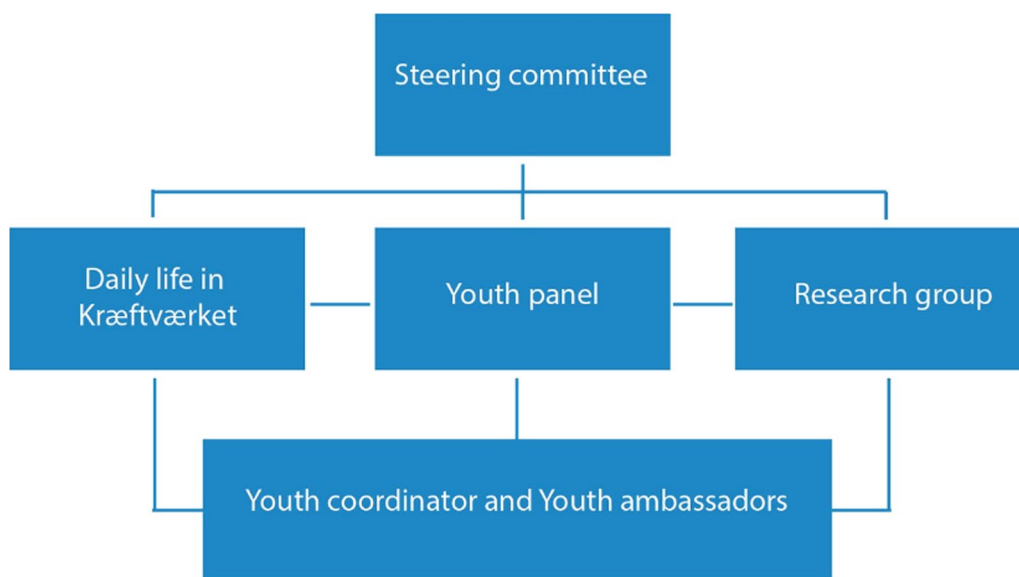 Steering committee
Daily life in
Kræftværket
Youth panel
Research group
Youth coordinator and Youth ambassadors